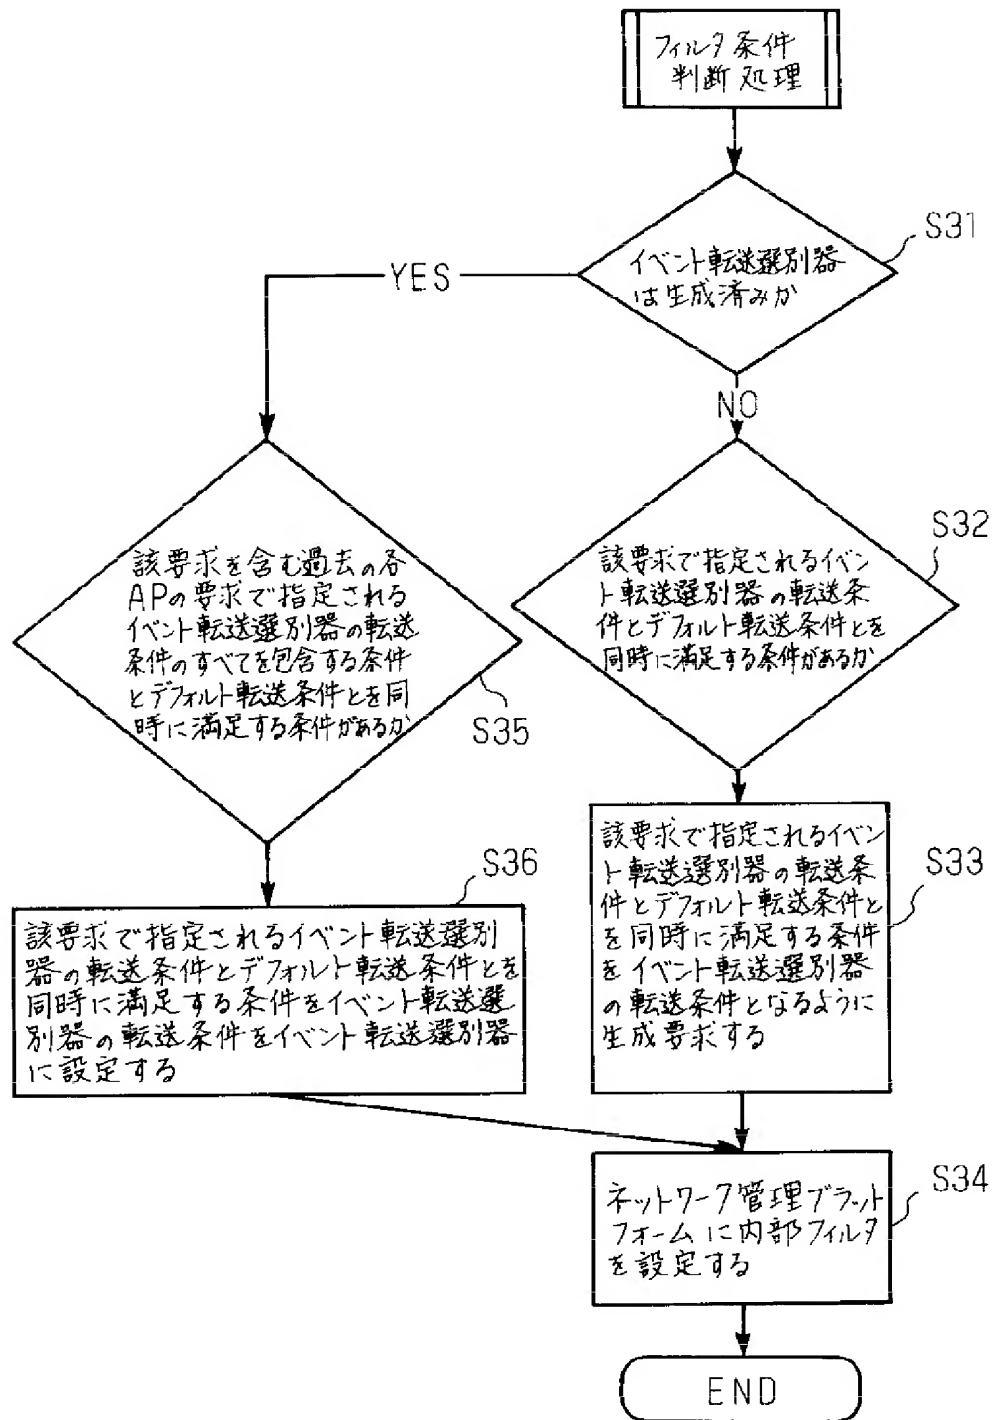 フィルタ条件
判断処理
S31
イベント転送選別器
は生成済みか
YES
NO
S32
該要求で指定されるイベン
ト転送選別器の転送条
件とデフォルト転送条件とを
同時に満足する条件があるか
該要求を含む過去の各
APの要求で指定される
イベント転送選別器の転送
条件のすべてを包含する条件
とデフォルト転送条件とを同
時に満足する条件があるか
S35
S33
該要求で指定されるイベン
ト転送選別器の転送条
件とデフォルト転送条件と
を同時に満足する条件
をイベント転送選別器
の転送条件となるように
生成要求する
S36
該要求で指定されるイベント転送選別
器の転送条件とデフォルト転送条件とを
同時に満足する条件をイベント転送選
別器の転送条件をイベント転送選別器
に設定する
S34
ネットワーク管理プラット
フォームに内部フィルタ
を設定する
END